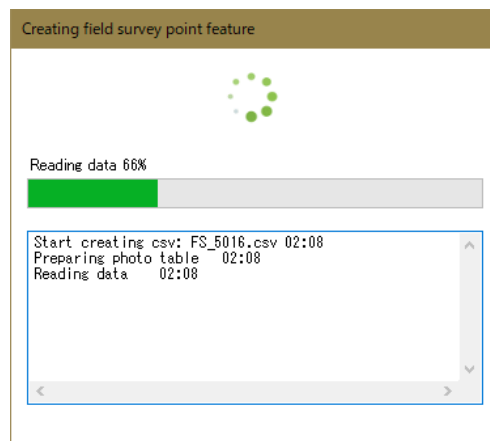 Creating field survey point feature
Reading data 66%
Start creating csv: FS_5016.csv 02:08
Preparing photo table   02:08
Reading data    02:08